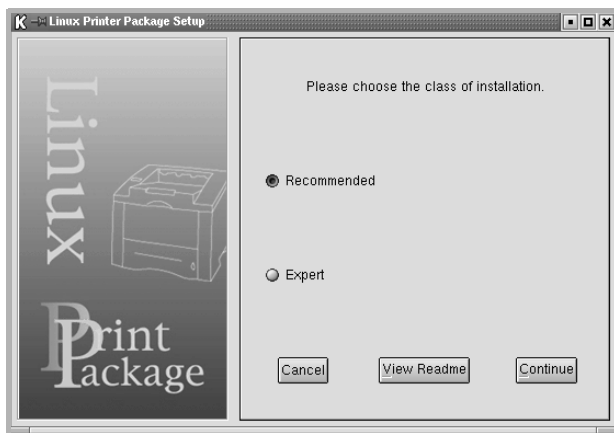 Linux Printer Package Setup
Linux
Print
Package
Please choose the class of installation.
Recommended
Expert
Cancel
View Readme
Continue